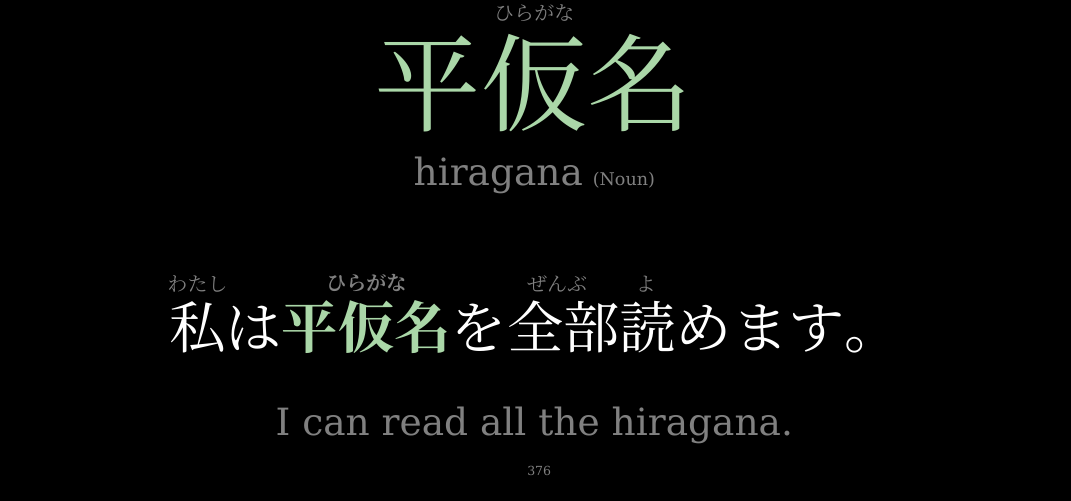 ひらがな
平仮名
hiragana (Noun)
わたし ひらがな ぜんぶ よ
私は平仮名を全部読めます。
I can read all the hiragana.
376